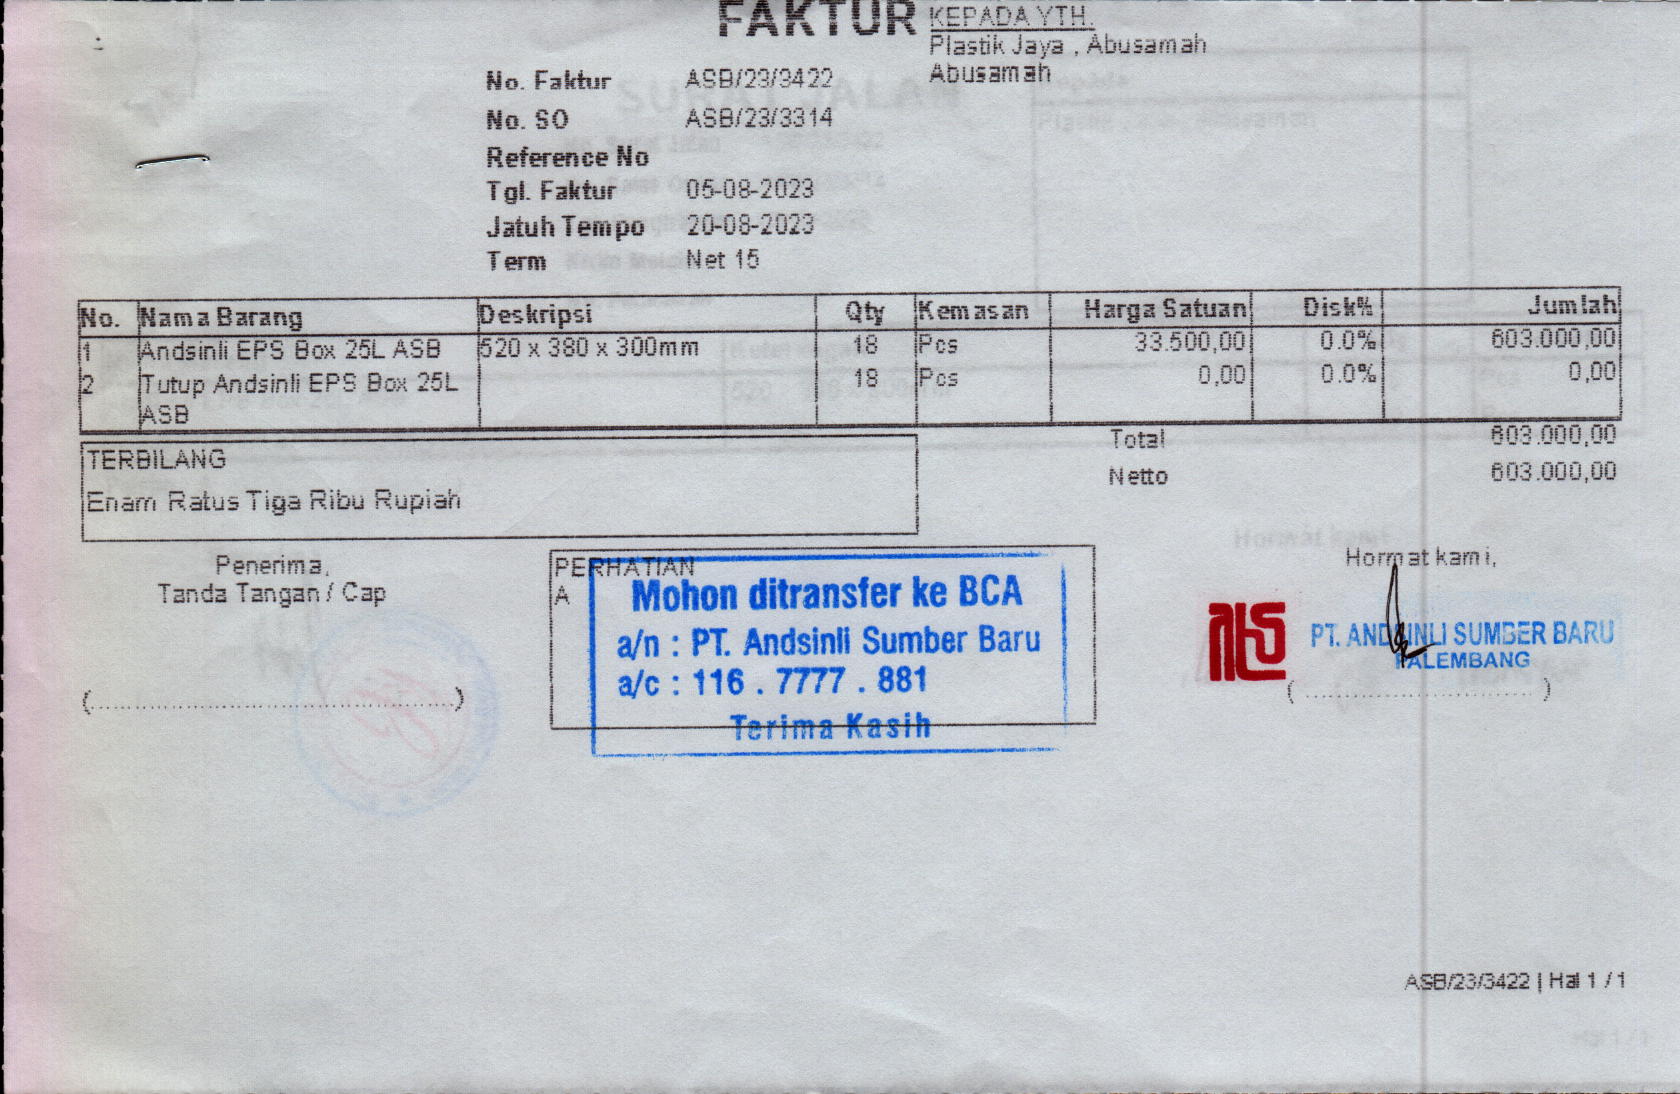 FAKTUR
KEPADA YTH.
Plastik Jaya , Abusamah
Abusamah
No. Faktur ASB/23/3422
No. SO ASB/23/3314
Reference No
Tgl. Faktur 05-08-2023
Jatuh Tempo 20-08-2023
Term Net 15
No. Nama Barang Deskripsi Qty Kemasan Harga Satuan Disk% Jumlah
1 Andsinli EPS Box 25L ASB 520 x 380 x 300mm 18 Pcs 33.500,00 0.0% 603.000,00
2 Tutup Andsinli EPS Box 25L 18 Pcs 0,00 0.0% 0,00
ASB
Total 603.000,00
Netto 603.000,00
TERBILANG
Enam Ratus Tiga Ribu Rupiah
Penerima,
Tanda Tangan / Cap
(........................................)
PERHATIAN
A
Mohon ditransfer ke BCA
a/n : PT. Andsinli Sumber Baru
a/c : 116 . 7777 . 881
Terima Kasih
Hormat kami,
PT. ANDSINLI SUMBER BARU
PALEMBANG
(..............................)
ASB/23/3422 | Hal 1 / 1